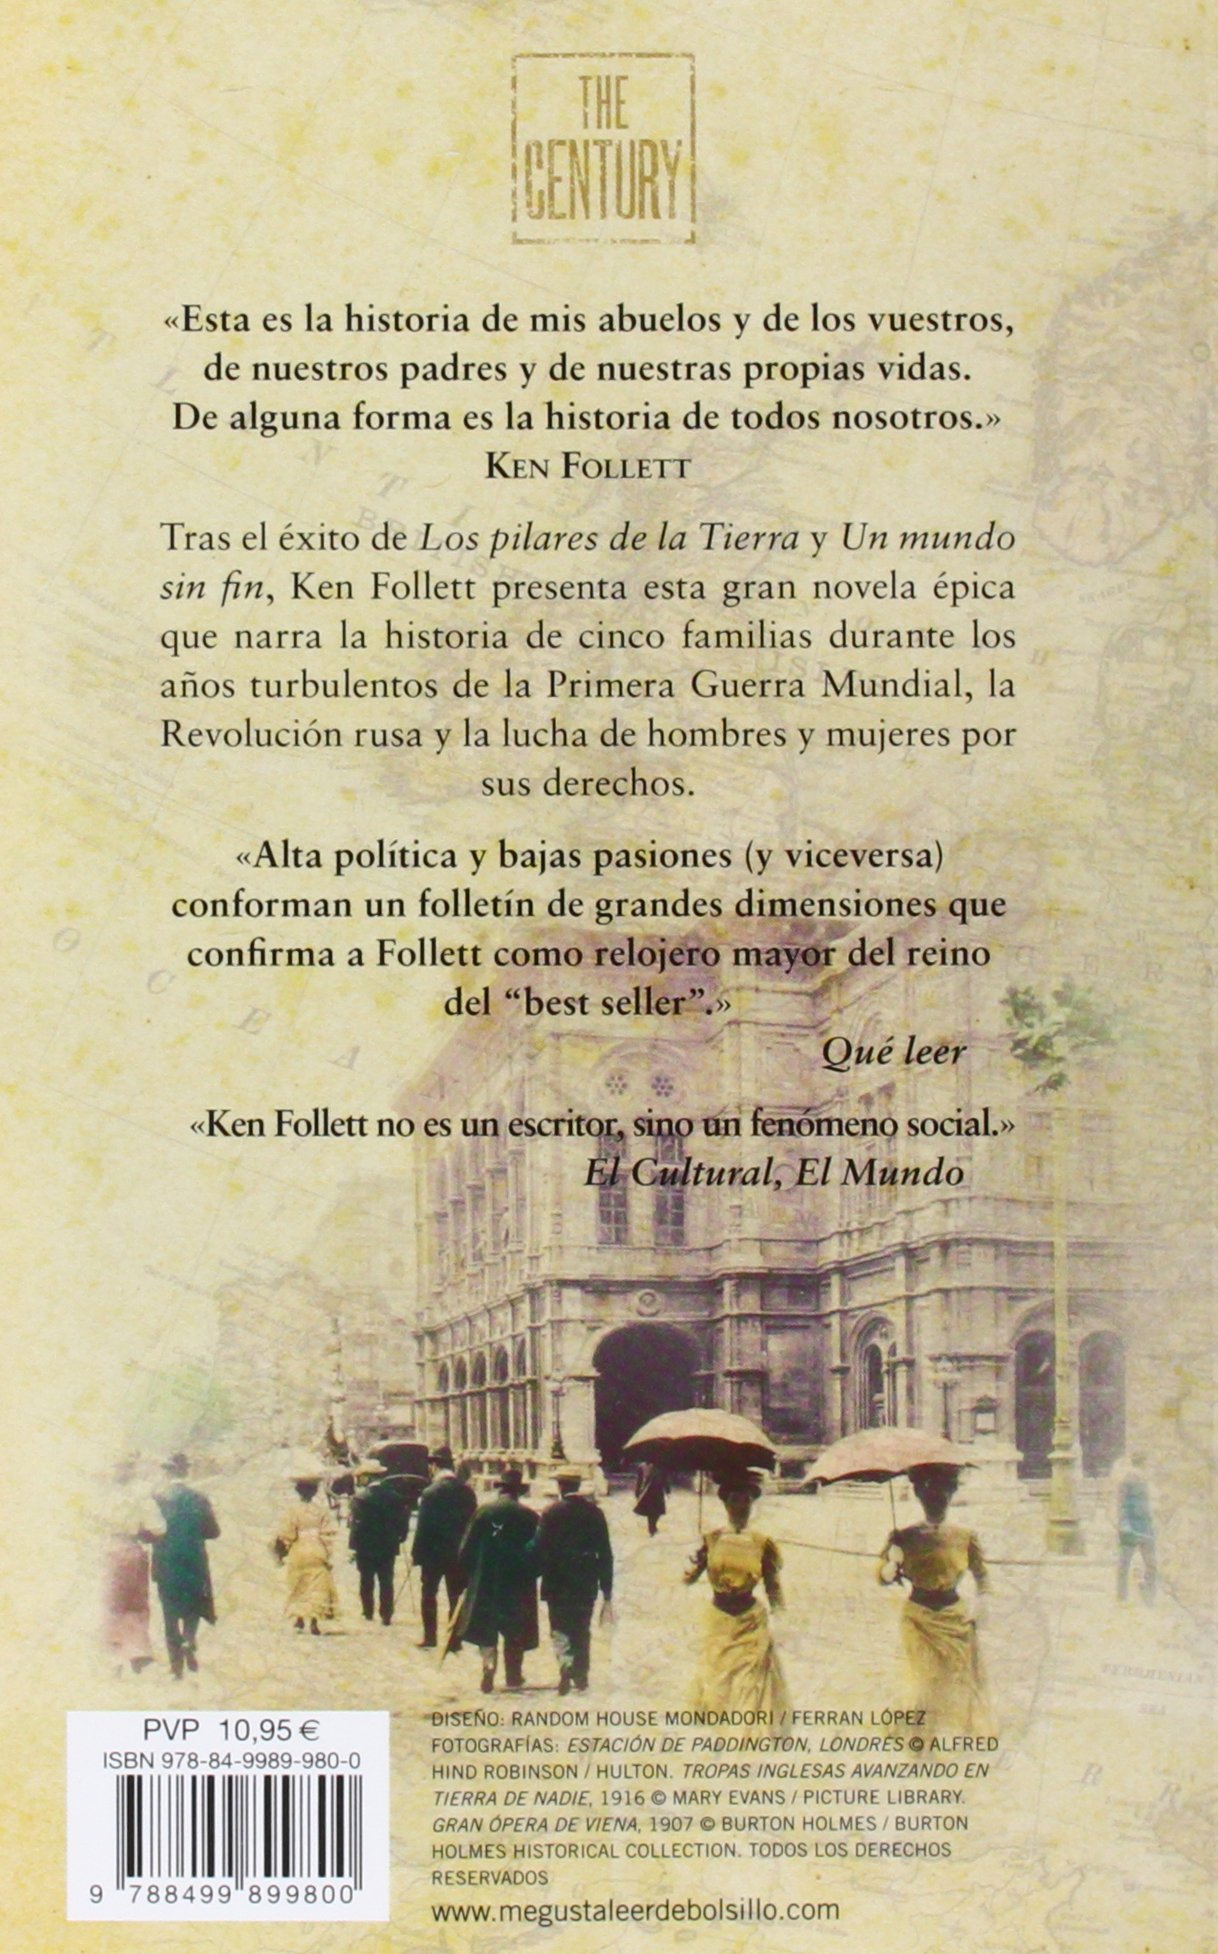 THE
CENTURY
«Esta es la historia de mis abuelos y de los vuestros,
de nuestros padres y de nuestras propias vidas.
De alguna forma es la historia de todos nosotros.»
KEN FOLLETT
Tras el éxito de Los pilares de la Tierra y Un mundo
sin fin, Ken Follett presenta esta gran novela épica
que narra la historia de cinco familias durante los
años turbulentos de la Primera Guerra Mundial, la
Revolución rusa y la lucha de hombres y mujeres por
sus derechos.
«Alta política y bajas pasiones (y viceversa)
conforman un folletín de grandes dimensiones que
confirma a Follett como relojero mayor del reino
del “best seller”.»
Qué leer
«Ken Follett no es un escritor, sino un fenómeno social.»
El Cultural, El Mundo
PVP 10,95 €
ISBN 978-84-9989-980-0
9 788499 899800
DISEÑO: RANDOM HOUSE MONDADORI / FERRAN LÓPEZ
FOTOGRAFÍAS: ESTACIÓN DE PADDINGTON, LONDRES © ALFRED
HIND ROBINSON / HULTON. TROPAS INGLESAS AVANZANDO EN
TIERRA DE NADIE, 1916 © MARY EVANS / PICTURE LIBRARY.
GRAN ÓPERA DE VIENA, 1907 © BURTON HOLMES / BURTON
HOLMES HISTORICAL COLLECTION. TODOS LOS DERECHOS
RESERVADOS
www.megustaleerdebolsillo.com